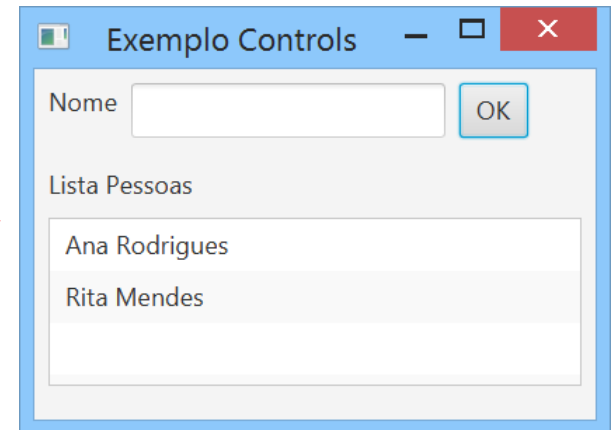 Exemplo Controls
Nome OK
Lista Pessoas
Ana Rodrigues
Rita Mendes